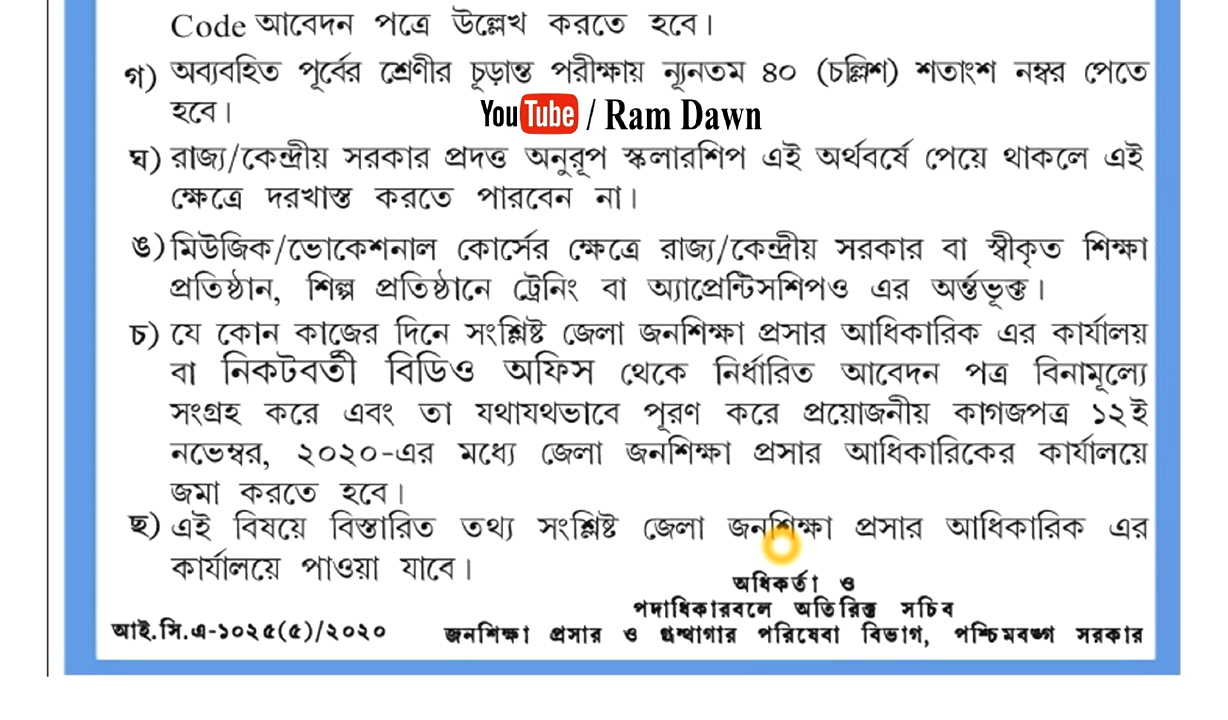 Code আবেদন পত্রে উল্লেখ করতে হবে।
গ) অব্যবহিত পূর্বের শ্রেণীর চূড়ান্ত পরীক্ষায় ন্যূনতম ৪০ (চল্লিশ) শতাংশ নম্বর পেতে
হবে।
YouTube / Ram Dawn
ঘ) রাজ্য/কেন্দ্রীয় সরকার প্রদত্ত অনুরূপ স্কলারশিপ এই অর্থবর্ষে পেয়ে থাকলে এই
ক্ষেত্রে দরখাস্ত করতে পারবেন না।
ঙ) মিউজিক/ভোকেশনাল কোর্সের ক্ষেত্রে রাজ্য/কেন্দ্রীয় সরকার বা স্বীকৃত শিক্ষা
প্রতিষ্ঠান, শিল্প প্রতিষ্ঠানে ট্রেনিং বা অ্যাপ্রেন্টিসশিপও এর অর্ন্তভূক্ত।
চ) যে কোন কাজের দিনে সংশ্লিষ্ট জেলা জনশিক্ষা প্রসার আধিকারিক এর কার্যালয়
বা নিকটবর্তী বিডিও অফিস থেকে নির্ধারিত আবেদন পত্র বিনামূল্যে
সংগ্রহ করে এবং তা যথাযথভাবে পূরণ করে প্রয়োজনীয় কাগজপত্র ১২ই
নভেম্বর, ২০২০-এর মধ্যে জেলা জনশিক্ষা প্রসার আধিকারিকের কার্যালয়ে
জমা করতে হবে।
ছ) এই বিষয়ে বিস্তারিত তথ্য সংশ্লিষ্ট জেলা জনশিক্ষা প্রসার আধিকারিক এর
কার্যালয়ে পাওয়া যাবে।
অধিকর্তা ও
পদাধিকারবলে অতিরিক্ত সচিব
আই.সি.এ-১০২৫(৫)/২০২০ জনশিক্ষা প্রসার ও গ্রন্থাগার পরিষেবা বিভাগ, পশ্চিমবঙ্গ সরকার